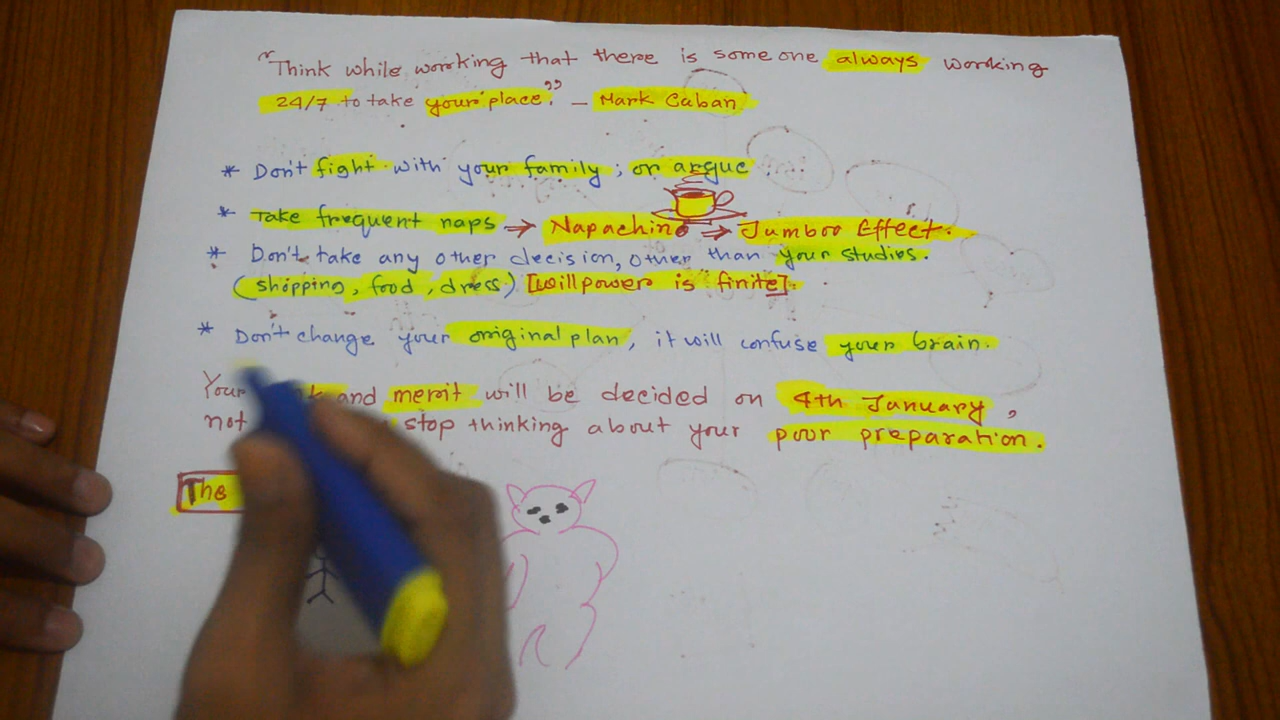 "Think while working that there is some one always working
24/7 to take your place." - Mark Cuban
* Don't fight with your family; or argue.
* Take frequent naps → Napachino → Jumboo Effect.
* Don't take any other decision, other than your studies.
(shopping, food, dress) [willpower is finite].
* Don't change your original plan, it will confuse your brain.
Your and merit will be decided on 4th January,
not stop thinking about your poor preparation.
The